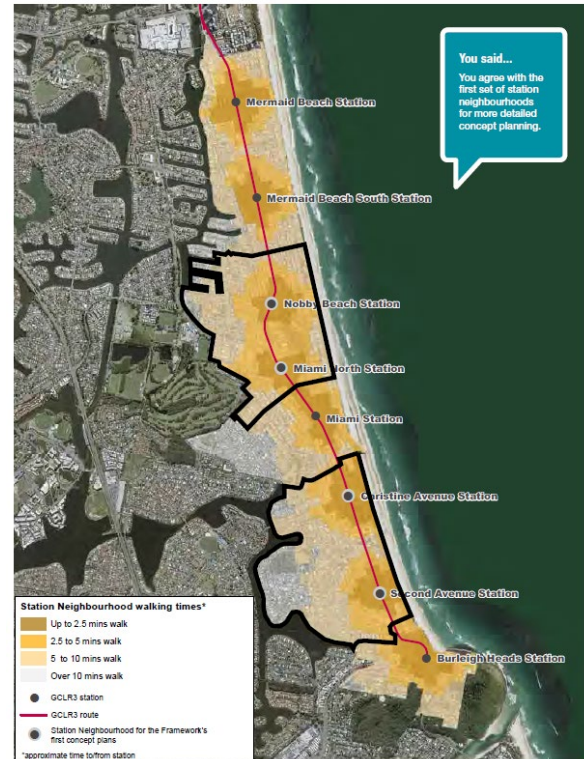 You said...
You agree with the
first set of station
neighbourhoods
for more detailed
concept planning.
Mermaid Beach Station
Mermaid Beach South Station
Nobby Beach Station
Miami North Station
Miami Station
Christine Avenue Station
Second Avenue Station
Burleigh Heads Station
Station Neighbourhood walking times*
Up to 2.5 mins walk
2.5 to 5 mins walk
5 to 10 mins walk
Over 10 mins walk
GCLR3 station
GCLR3 route
Station Neighbourhood for the Framework's
first concept plans
*approximate time to/from station